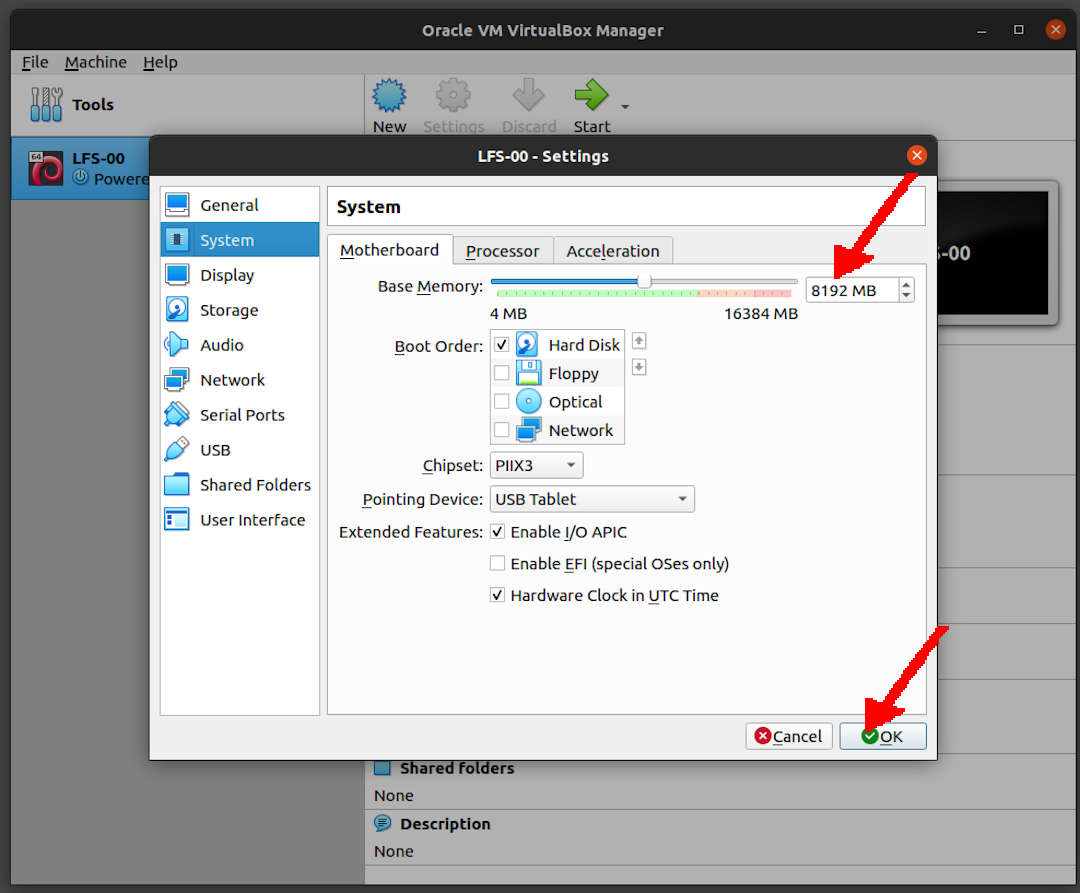 Oracle VM VirtualBox Manager
File Machine Help
Tools
New Settings Discard Start
64
LFS-00
Powere
LFS-00 - Settings
General
System
Display
Storage
Audio
Network
Serial Ports
USB
Shared Folders
User Interface
System
Motherboard Processor Acceleration
Base Memory: 8192 MB
4 MB 16384 MB
Boot Order: Hard Disk
Floppy
Optical
Network
Chipset: PIIX3
Pointing Device: USB Tablet
Extended Features: Enable I/O APIC
Enable EFI (special OSes only)
Hardware Clock in UTC Time
Cancel OK
S-00
Shared folders
None
Description
None